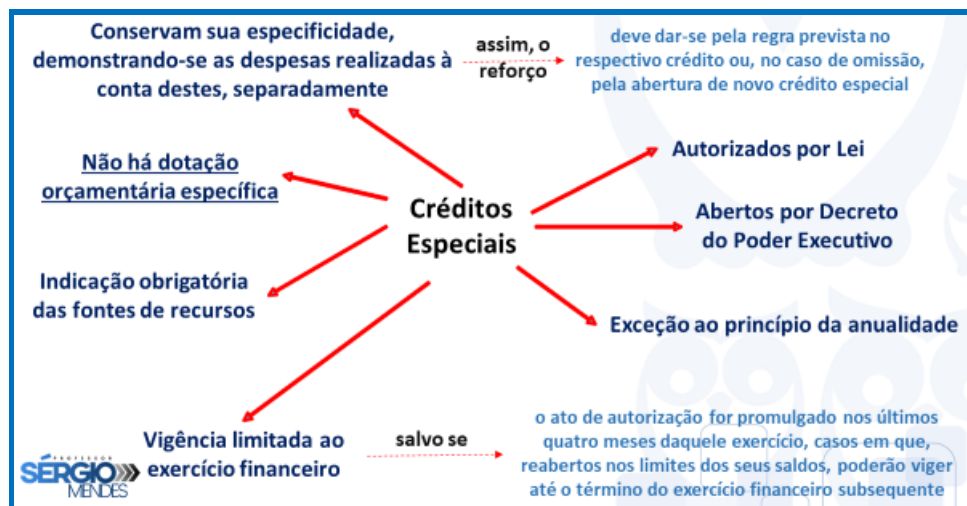 Conservam sua especificidade,
demonstrando-se as despesas realizadas à
conta destes, separadamente
assim, o
reforço
deve dar-se pela regra prevista no
respectivo crédito ou, no caso de omissão,
pela abertura de novo crédito especial
Não há dotação
orçamentária específica
Autorizados por Lei
Créditos
Especiais
Abertos por Decreto
do Poder Executivo
Indicação obrigatória
das fontes de recursos
Exceção ao princípio da anualidade
Vigência limitada ao
exercício financeiro
salvo se
o ato de autorização for promulgado nos últimos
quatro meses daquele exercício, casos em que,
reabertos nos limites dos seus saldos, poderão viger
até o término do exercício financeiro subsequente
PROFESSOR
SÉRGIO
MENDES